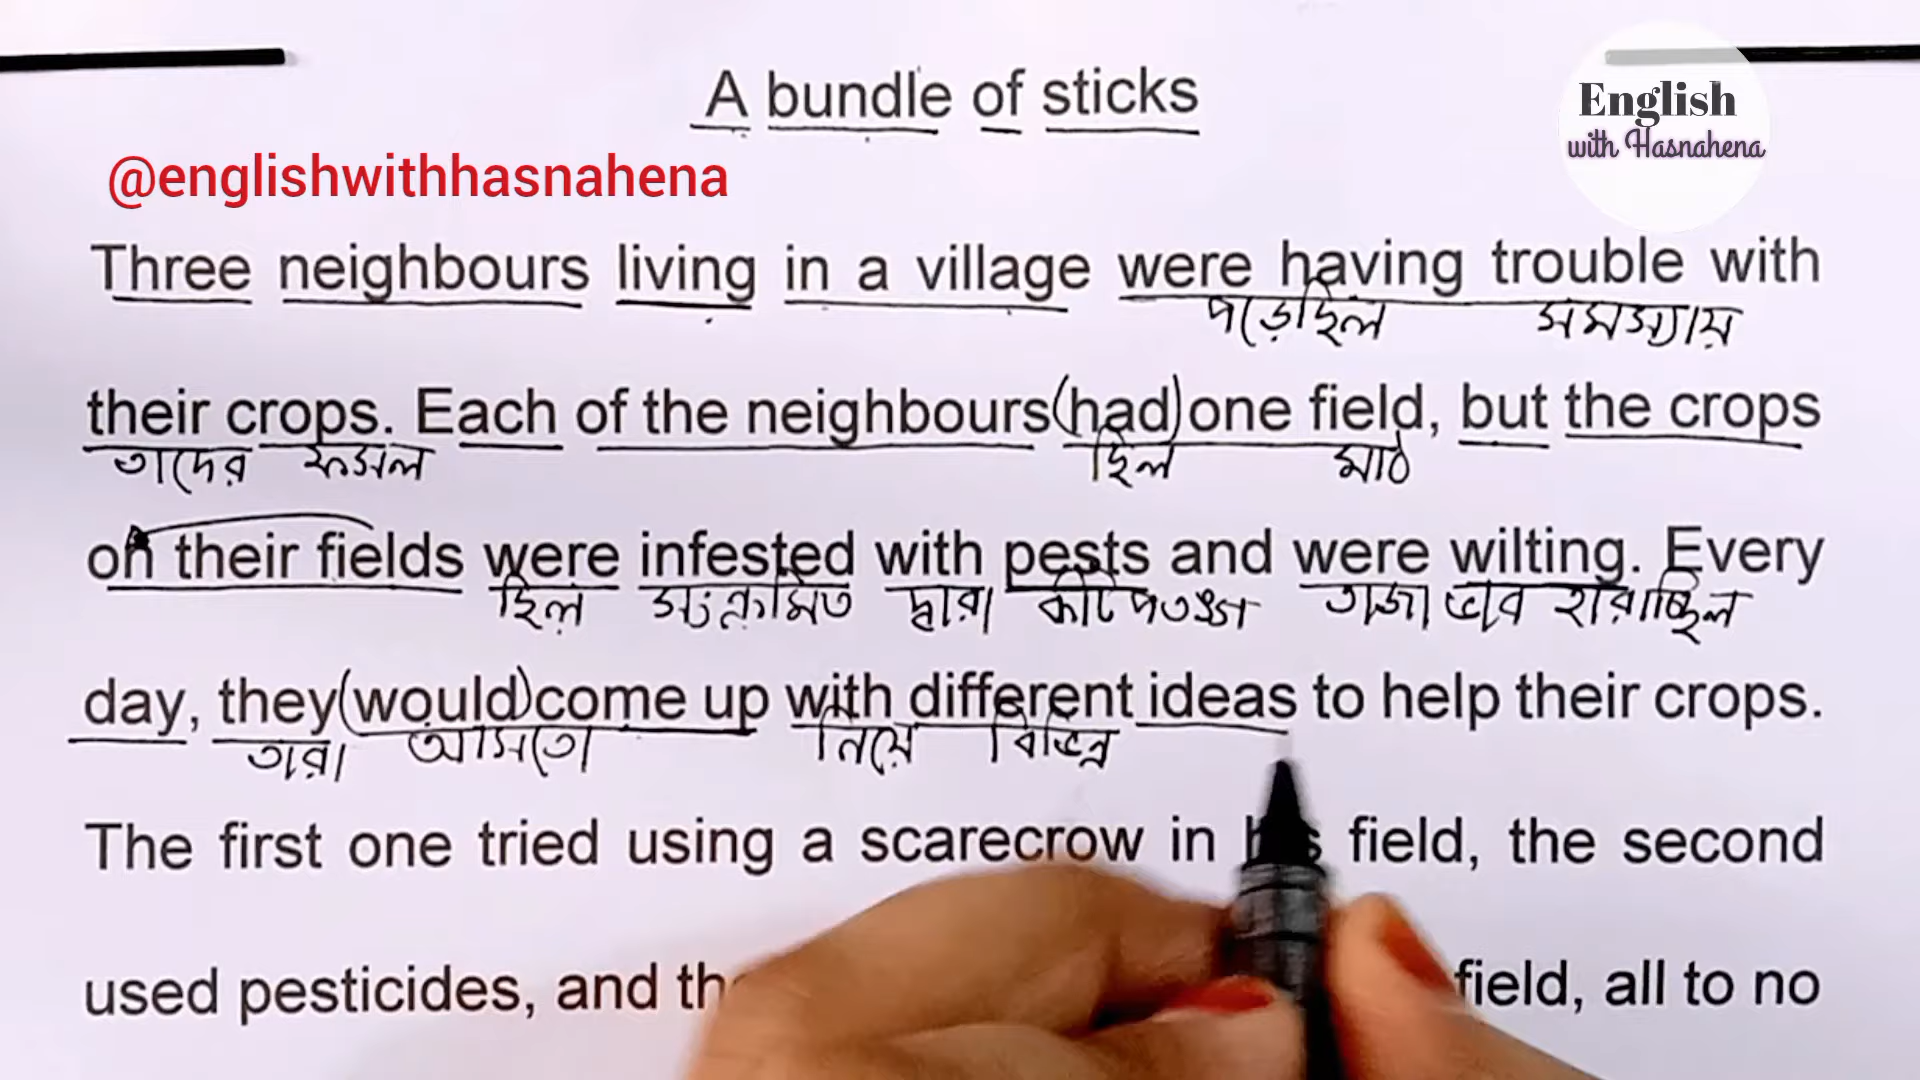 A bundle of sticks
English
with Hasnahena
@englishwithhasnahena
Three neighbours living in a village were having trouble with
পড়েছিল সমস্যায়
their crops. Each of the neighbours (had) one field, but the crops
তাদের ফসল ছিল মাঠ
on their fields were infested with pests and were wilting. Every
ছিল সংক্রমিত দ্বারা কীটপতঙ্গ তাজা ভাব হারাচ্ছিল
day, they (would) come up with different ideas to help their crops.
তারা আসতো নিয়ে বিভিন্ন
The first one tried using a scarecrow in field, the second
used pesticides, and field, all to no